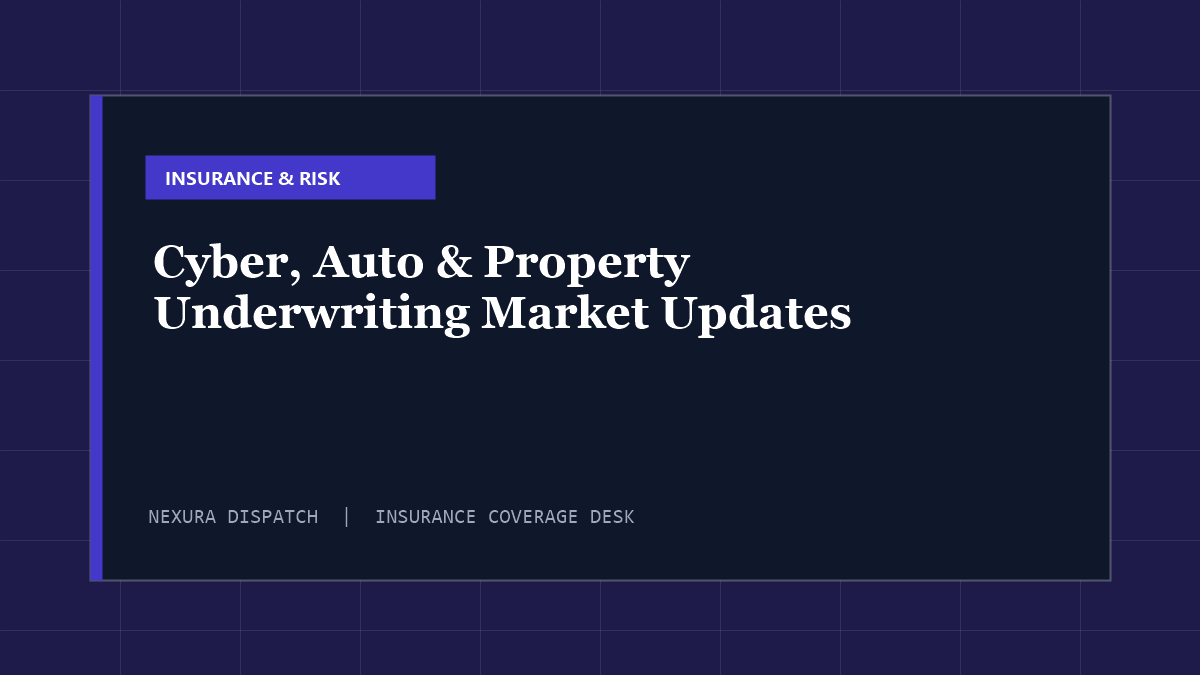 INSURANCE & RISK
Cyber, Auto & Property
Underwriting Market Updates
NEXURA DISPATCH | INSURANCE COVERAGE DESK